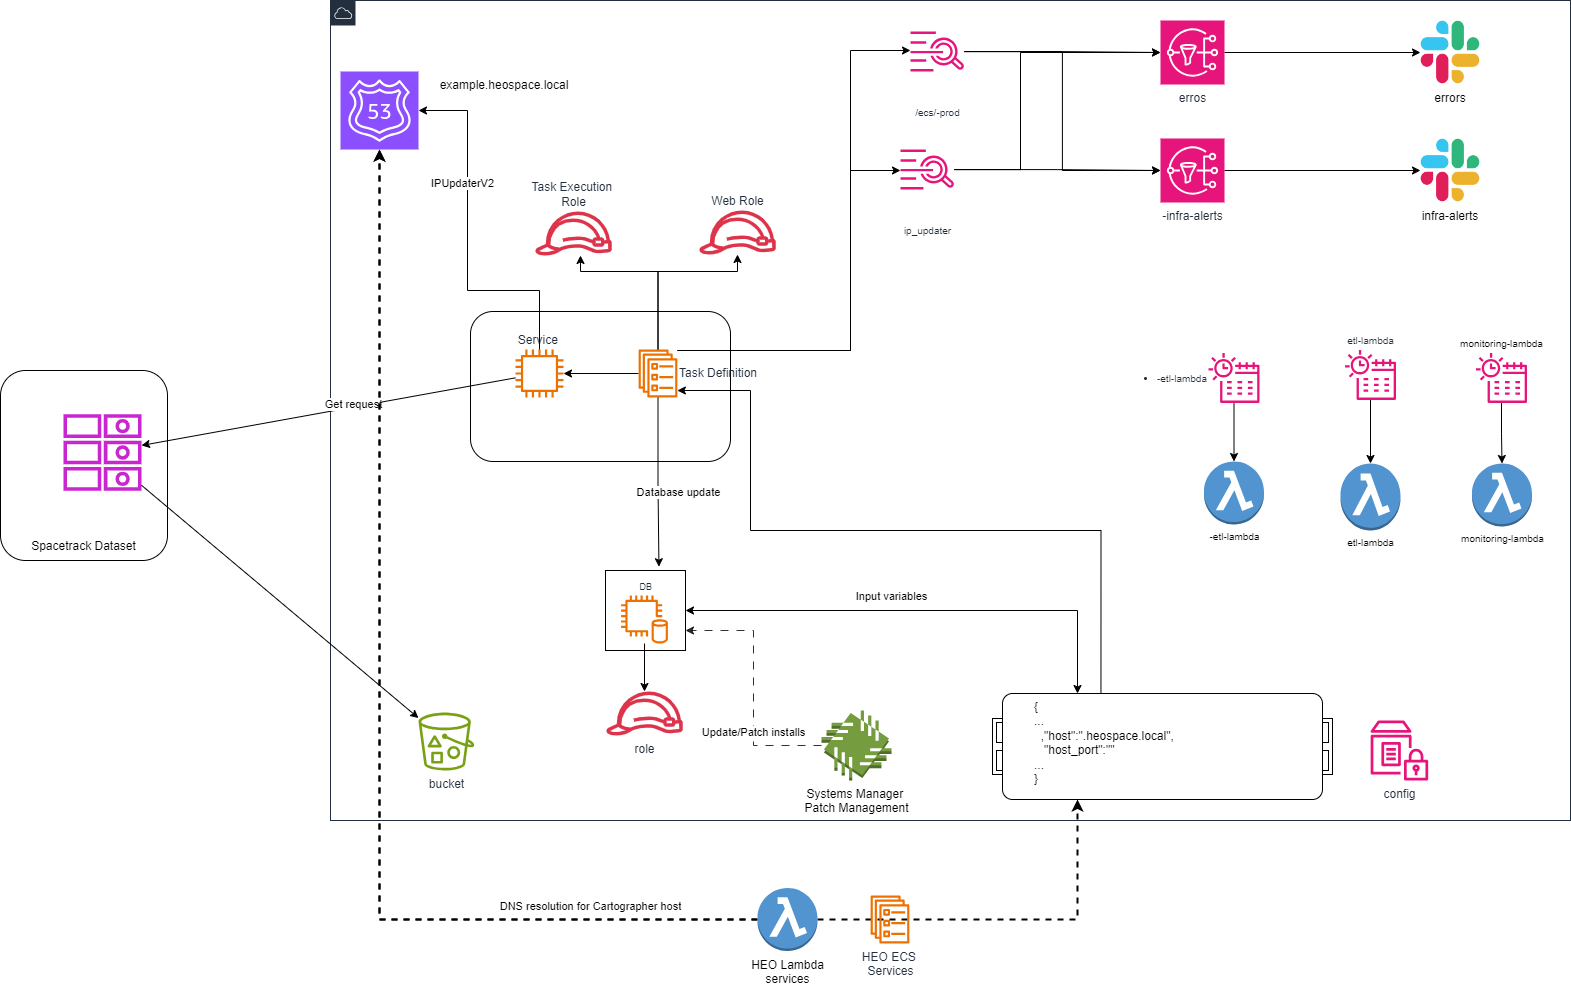 example.heospace.local
53
/ecs/-prod
erros
errors
IPUpdaterV2
Task Execution
Role
Web Role
ip_updater
-infra-alerts
infra-alerts
Service
Task Definition
-etl-lambda
etl-lambda
monitoring-lambda
Get request
Spacetrack Dataset
Database update
-etl-lambda
etl-lambda
monitoring-lambda
DB
Input variables
role
Update/Patch installs
bucket
Systems Manager
Patch Management
{
...
,"host":".heospace.local",
"host_port":""
...
}
config
DNS resolution for Cartographer host
HEO Lambda
services
HEO ECS
Services